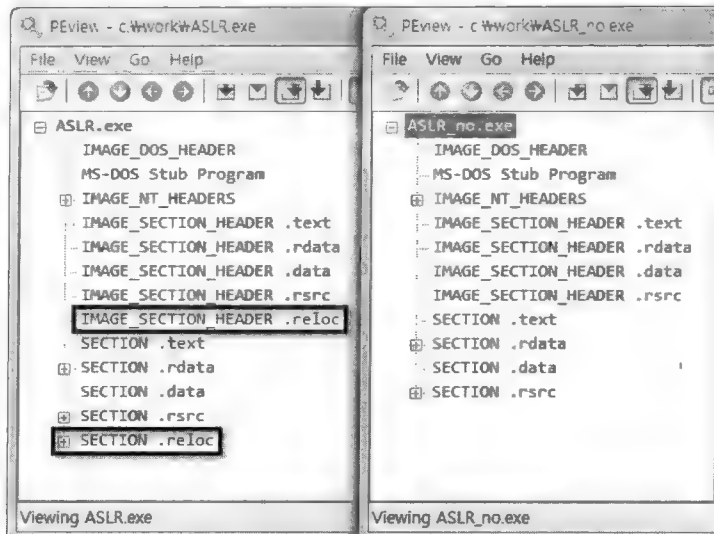 PEview - c:₩work₩ASLR.exe
File View Go Help
ASLR.exe
IMAGE_DOS_HEADER
MS-DOS Stub Program
IMAGE_NT_HEADERS
IMAGE_SECTION_HEADER .text
IMAGE_SECTION_HEADER .rdata
IMAGE_SECTION_HEADER .data
IMAGE_SECTION_HEADER .rsrc
IMAGE_SECTION_HEADER .reloc
SECTION .text
SECTION .rdata
SECTION .data
SECTION .rsrc
SECTION .reloc
Viewing ASLR.exe
PEview - c:₩work₩ASLR_no.exe
File View Go Help
ASLR_no.exe
IMAGE_DOS_HEADER
MS-DOS Stub Program
IMAGE_NT_HEADERS
IMAGE_SECTION_HEADER .text
IMAGE_SECTION_HEADER .rdata
IMAGE_SECTION_HEADER .data
IMAGE_SECTION_HEADER .rsrc
SECTION .text
SECTION .rdata
SECTION .data
SECTION .rsrc
Viewing ASLR_no.exe